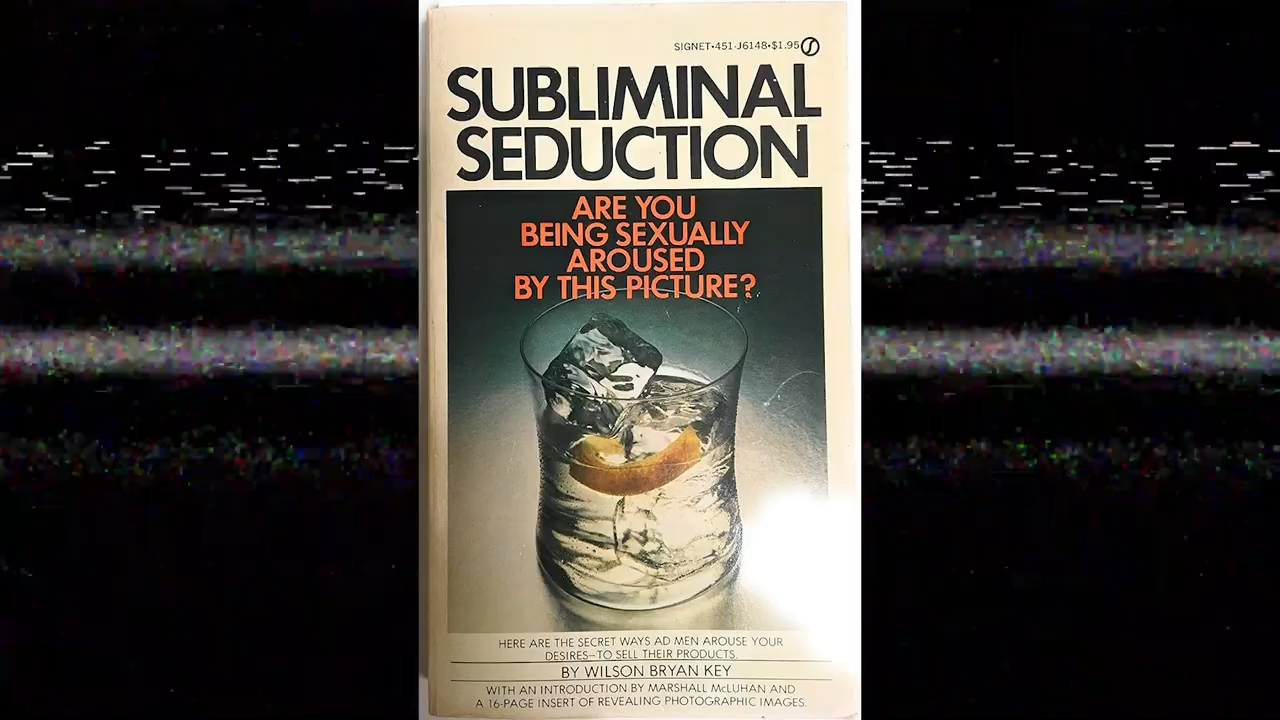 SIGNET•451-J6148•$1.95
SUBLIMINAL
SEDUCTION
ARE YOU
BEING SEXUALLY
AROUSED
BY THIS PICTURE?
HERE ARE THE SECRET WAYS AD MEN AROUSE YOUR
DESIRES—TO SELL THEIR PRODUCTS.
BY WILSON BRYAN KEY
WITH AN INTRODUCTION BY MARSHALL McLUHAN AND
A 16-PAGE INSERT OF REVEALING PHOTOGRAPHIC IMAGES.